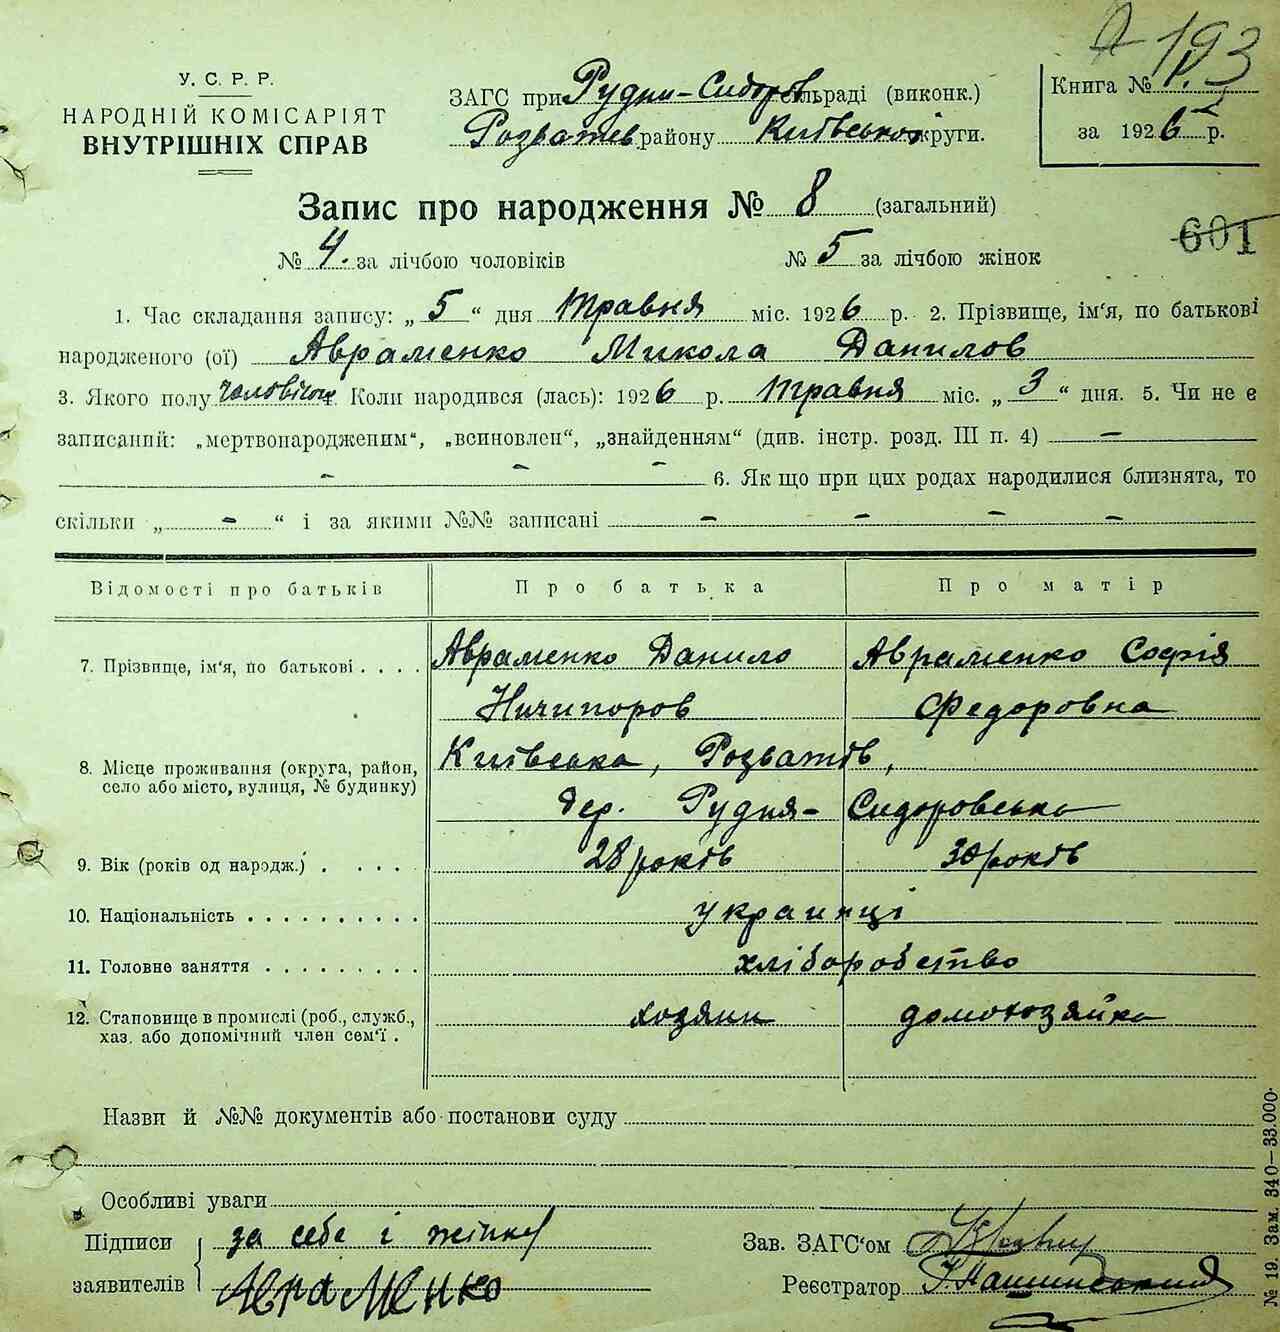 193
У. С. Р. Р.
НАРОДНІЙ КОМІСАРІЯТ
ВНУТРІШНІХ СПРАВ
ЗАГС при Рудни-Сидоров сільраді (виконк.)
Розважев району Київської округи.
Книга №
за 1926 р.
Запис про народження № 8 (загальний)
№ 4. за лічбою чоловіків № 5 за лічбою жінок
601
1. Час складання запису: „ 5 “ дня Травня міс. 1926 р. 2. Прізвище, ім‘я, по батькові
народженого (ої) Авраменко Микола Данилов
3. Якого полу чоловічого 4. Коли народився (лась): 1926 р. Травня міс. „ 3 “ дня. 5. Чи не є
записаний: „мертвонародженим“, „всиновлен“, „знайденням“ (див. інстр. розд. III п. 4) –
– – – 6. Як що при цих родах народилися близнята, то
скільки „ – “ і за якими №№ записані – – – –
Відомості про батьків Про батька Про матір
7. Прізвище, ім‘я, по батькові . . . . Авраменко Данило Авраменко Софія
Ничипоров Федоровна
8. Місце проживання (округа, район, село або місто, вулиця, № будинку) Київська, Розважів,
дер. Рудня-Сидоровська
9. Вік (років од народж.) . . . . 28 років 30 років
10. Національність . . . . . . . . . . украинці
11. Головне заняття . . . . . . . . . хліборобство
12. Становище в промислі (роб., служб., хозяин домохозяйка
хаз. або допомічний член сем‘ї .
Назви й №№ документів або постанови суду
Особливі уваги
Підписи за себе і жінку Зав. ЗАГС‘ом
заявителів Авраменко Реєстратор
№ 19. Зам. 340—33.000.